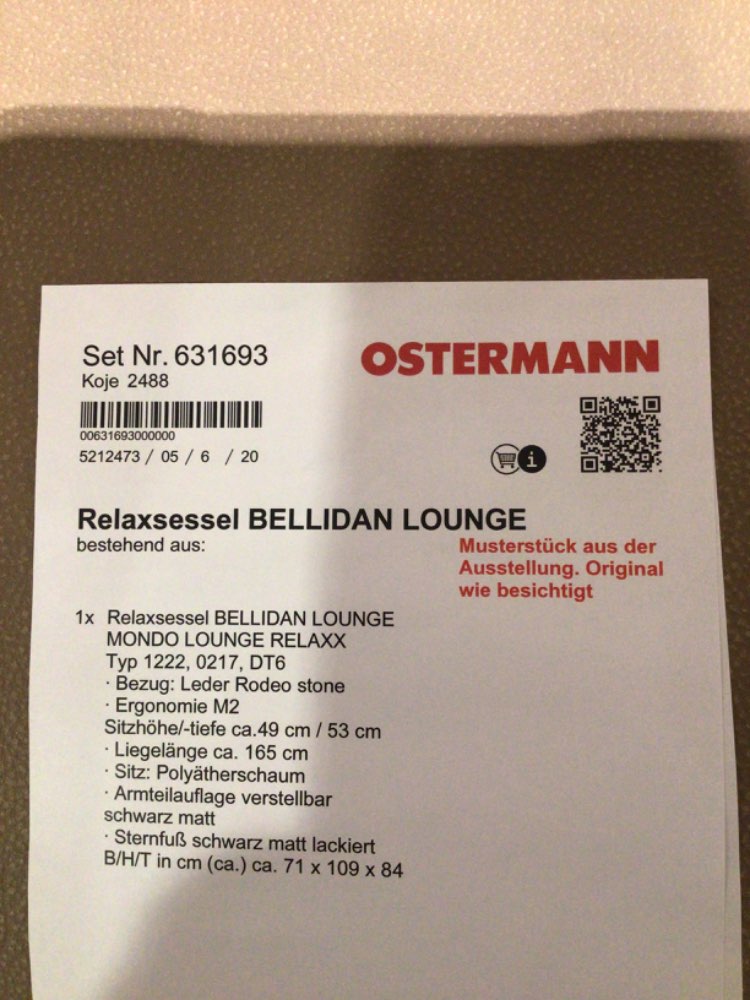 Set Nr. 631693
Koje 2488
OSTERMANN
00631693000000
5212473 / 05 / 6 / 20
i
Relaxsessel BELLIDAN LOUNGE
bestehend aus:
Musterstück aus der
Ausstellung. Original
wie besichtigt
1x Relaxsessel BELLIDAN LOUNGE
MONDO LOUNGE RELAXX
Typ 1222, 0217, DT6
· Bezug: Leder Rodeo stone
· Ergonomie M2
Sitzhöhe/-tiefe ca.49 cm / 53 cm
· Liegelänge ca. 165 cm
· Sitz: Polyätherschaum
· Armteilauflage verstellbar
schwarz matt
· Sternfuß schwarz matt lackiert
B/H/T in cm (ca.) ca. 71 x 109 x 84